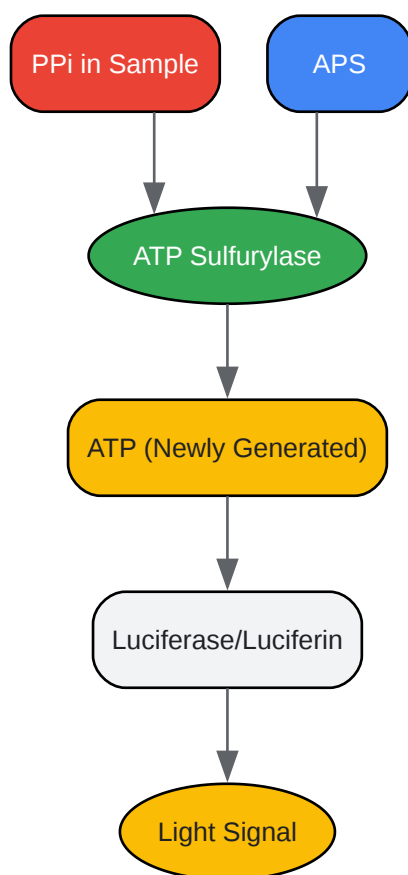 PPi in Sample
APS
ATP Sulfurylase
ATP (Newly Generated)
Luciferase/Luciferin
Light Signal